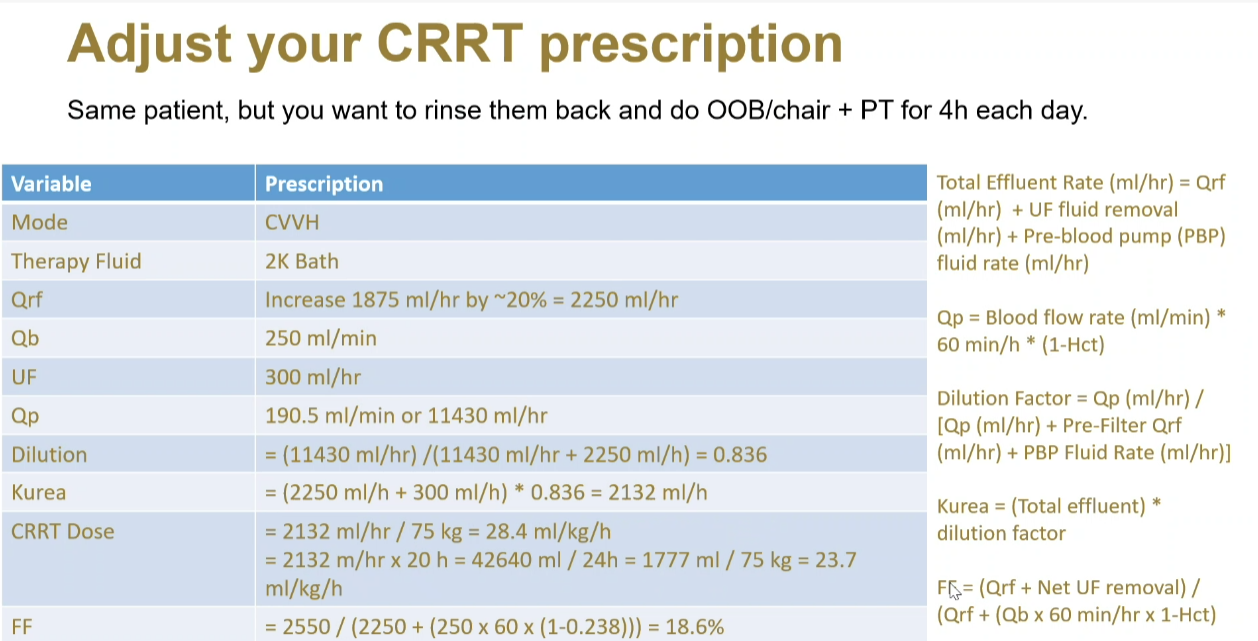 Adjust your CRRT prescription
Same patient, but you want to rinse them back and do OOB/chair + PT for 4h each day.
Variable Prescription
Mode CVVH
Therapy Fluid 2K Bath
Qrf Increase 1875 ml/hr by ~20% = 2250 ml/hr
Qb 250 ml/min
UF 300 ml/hr
Qp 190.5 ml/min or 11430 ml/hr
Dilution = (11430 ml/hr) /(11430 ml/hr + 2250 ml/h) = 0.836
Kurea = (2250 ml/h + 300 ml/h) * 0.836 = 2132 ml/h
CRRT Dose = 2132 ml/hr / 75 kg = 28.4 ml/kg/h
= 2132 m/hr x 20 h = 42640 ml / 24h = 1777 ml / 75 kg = 23.7
ml/kg/h
FF = 2550 / (2250 + (250 x 60 x (1-0.238))) = 18.6%
Total Effluent Rate (ml/hr) = Qrf
(ml/hr) + UF fluid removal
(ml/hr) + Pre-blood pump (PBP)
fluid rate (ml/hr)
Qp = Blood flow rate (ml/min) *
60 min/h * (1-Hct)
Dilution Factor = Qp (ml/hr) /
[Qp (ml/hr) + Pre-Filter Qrf
(ml/hr) + PBP Fluid Rate (ml/hr)]
Kurea = (Total effluent) *
dilution factor
FF = (Qrf + Net UF removal) /
(Qrf + (Qb x 60 min/hr x 1-Hct)